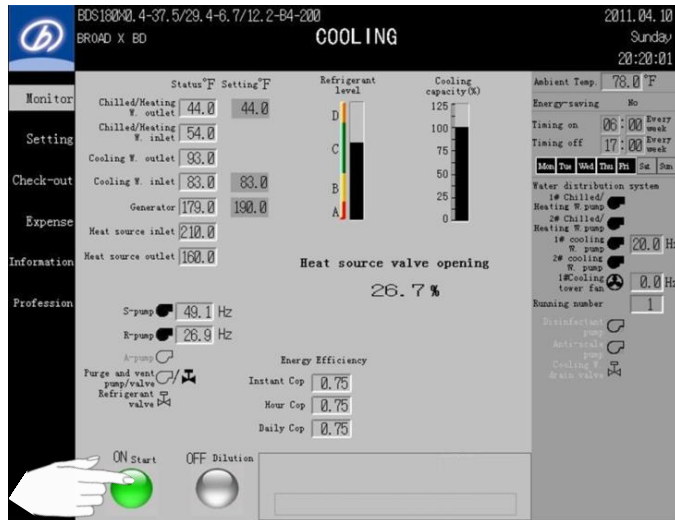 BDS180X0.4-37.5/29.4-6.7/12.2-B4-200
2011.04.10
BROAD X BD
COOLING
Sunday
20:20:01
Monitor
Setting
Check-out
Expense
Information
Profession
Status°F Setting°F
Chilled/Heating W. outlet 44.0 44.0
Chilled/Heating W. inlet 54.0
Cooling W. outlet 93.0
Cooling W. inlet 83.0 83.0
Generator 179.0 190.0
Heat source inlet 210.0
Heat source outlet 160.0
Refrigerant level
D
C
B
A
Cooling capacity(%)
125
100
75
50
25
0
Heat source valve opening
26.7%
S-pump 49.1 Hz
R-pump 26.9 Hz
A-pump
Purge and vent pump/valve /
Refrigerant valve
Energy Efficiency
Instant Cop 0.75
Hour Cop 0.75
Daily Cop 0.75
ON Start
OFF Dilution
Ambient Temp. 78.0 °F
Energy-saving No
Timing on 06:00 Every week
Timing off 17:00 Every week
Mon Tue Wed Thu Fri Sat Sun
Water distribution system
1# Chilled/
Heating W.pump
2# Chilled/
Heating W.pump
1# cooling
W. pump 20.0 Hz
2# cooling
W. pump
1#Cooling
tower fan 0.0 Hz
Running number 1
Disinfectant
pump
Anti-scale
pump
Cooling W.
drain valve